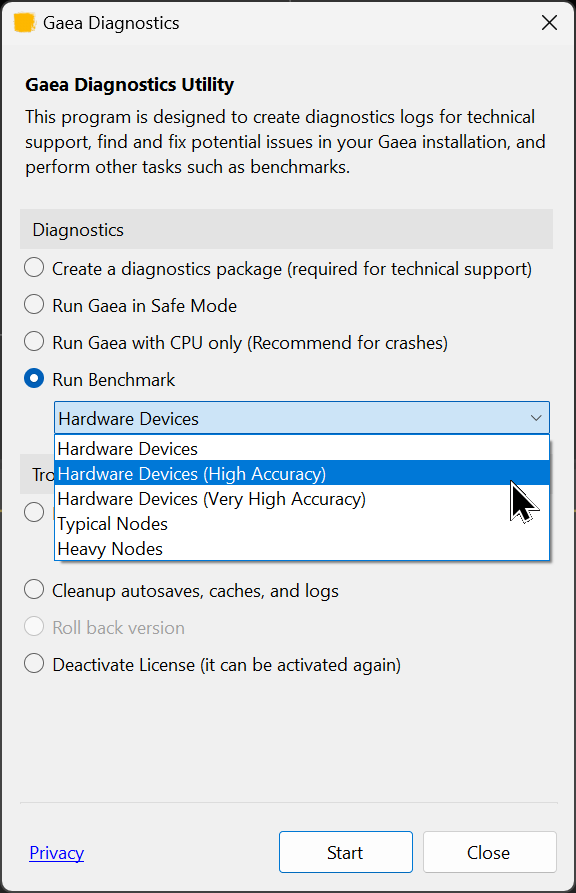 Gaea Diagnostics
Gaea Diagnostics Utility
This program is designed to create diagnostics logs for technical
support, find and fix potential issues in your Gaea installation, and
perform other tasks such as benchmarks.
Diagnostics
Create a diagnostics package (required for technical support)
Run Gaea in Safe Mode
Run Gaea with CPU only (Recommend for crashes)
Run Benchmark
Hardware Devices
Hardware Devices
Hardware Devices (High Accuracy)
Hardware Devices (Very High Accuracy)
Typical Nodes
Heavy Nodes
Cleanup autosaves, caches, and logs
Roll back version
Deactivate License (it can be activated again)
Privacy
Start
Close